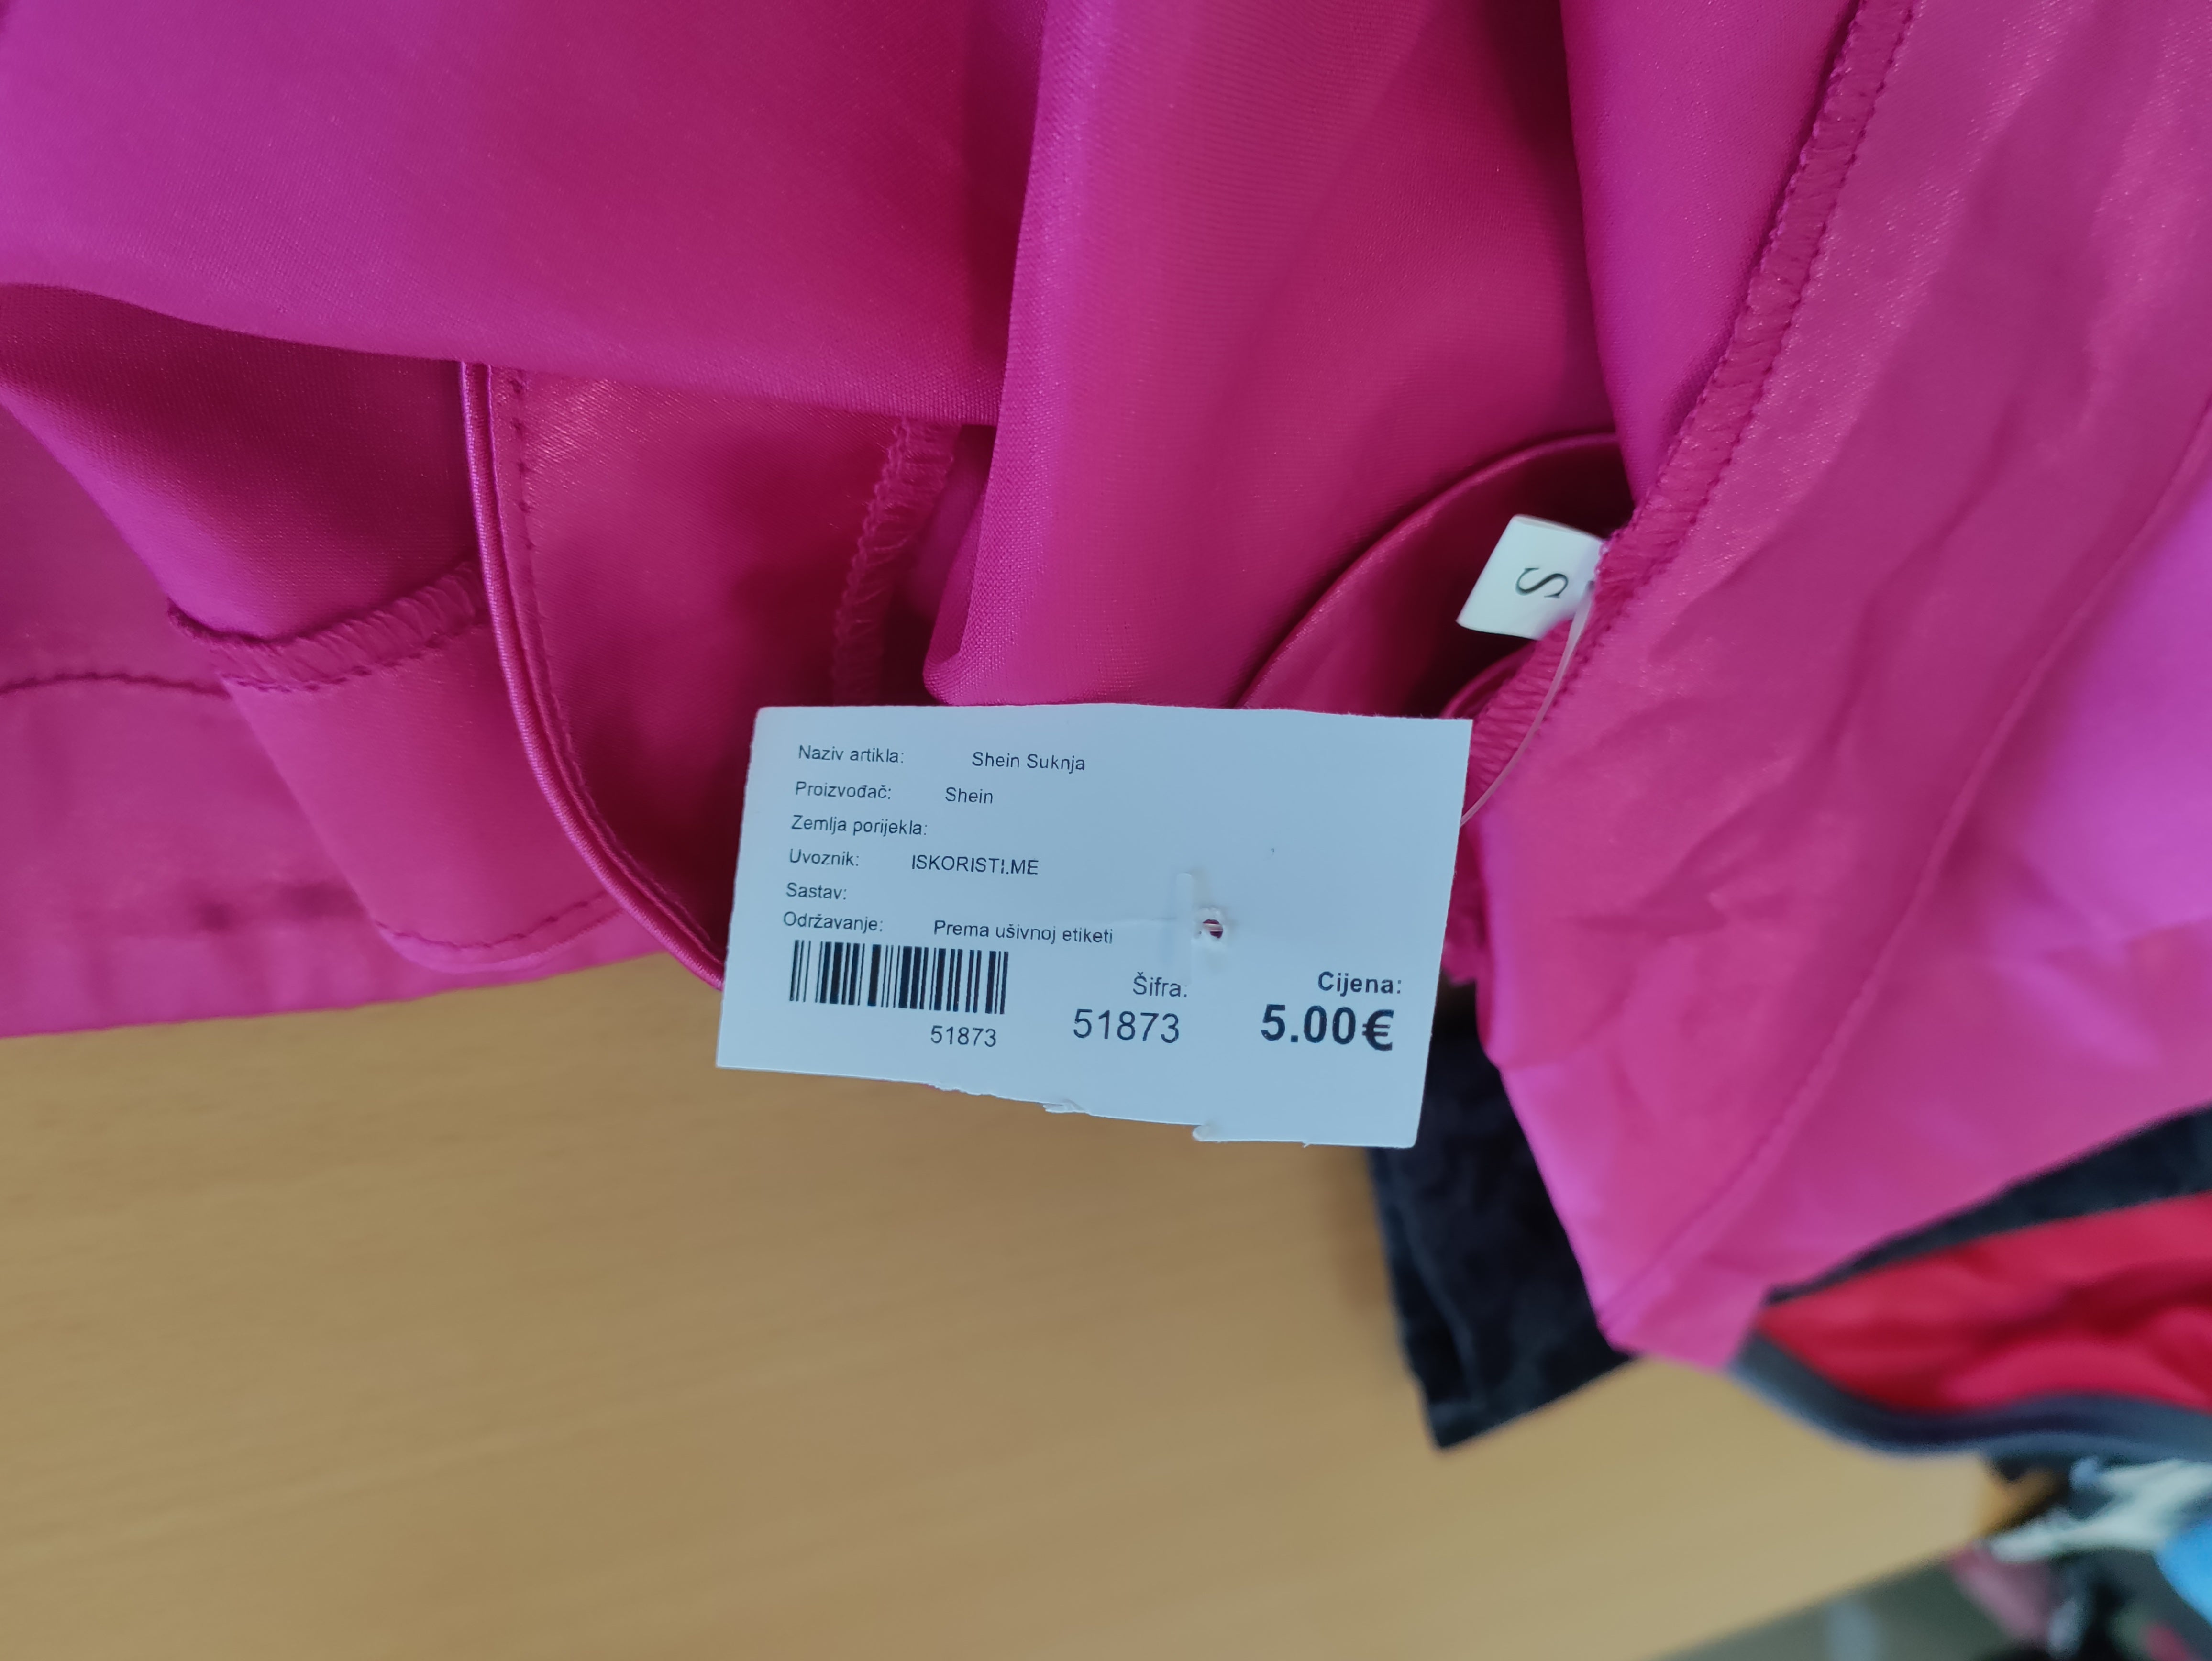 S
Naziv artikla: Shein Suknja
Proizvođač: Shein
Zemlja porijekla:
Uvoznik: ISKORISTI.ME
Sastav:
Održavanje: Prema ušivnoj etiketi
51873
Šifra:
51873
Cijena:
5.00€